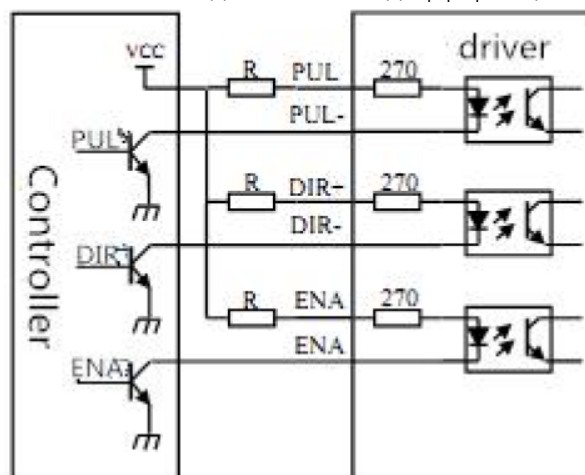 driver
vcc
R PUL 270
PUL-
PUL
R DIR+ 270
DIR-
DIR
R ENA 270
ENA
ENA
Controller